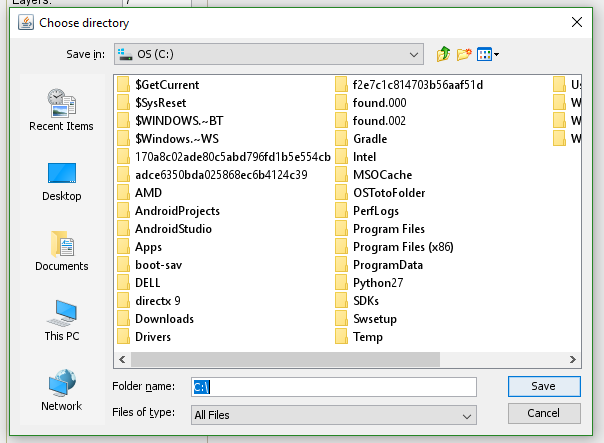 Layers:
Choose directory
Save in:
OS (C:)
Recent Items
Desktop
Documents
This PC
Network
$GetCurrent
$SysReset
$WINDOWS.~BT
$Windows.~WS
170a8c02ade80c5abd796fd1b5e554cb
adce6350bda025868ec6b4124c39
AMD
AndroidProjects
AndroidStudio
Apps
boot-sav
DELL
directx 9
Downloads
Drivers
f2e7c1c814703b56aaf51d
found.000
found.002
Gradle
Intel
MSOCache
OSTotoFolder
PerfLogs
Program Files
Program Files (x86)
ProgramData
Python27
SDKs
Swsetup
Temp
Us
W
W
W
Folder name:
C:\
Save
Files of type:
All Files
Cancel